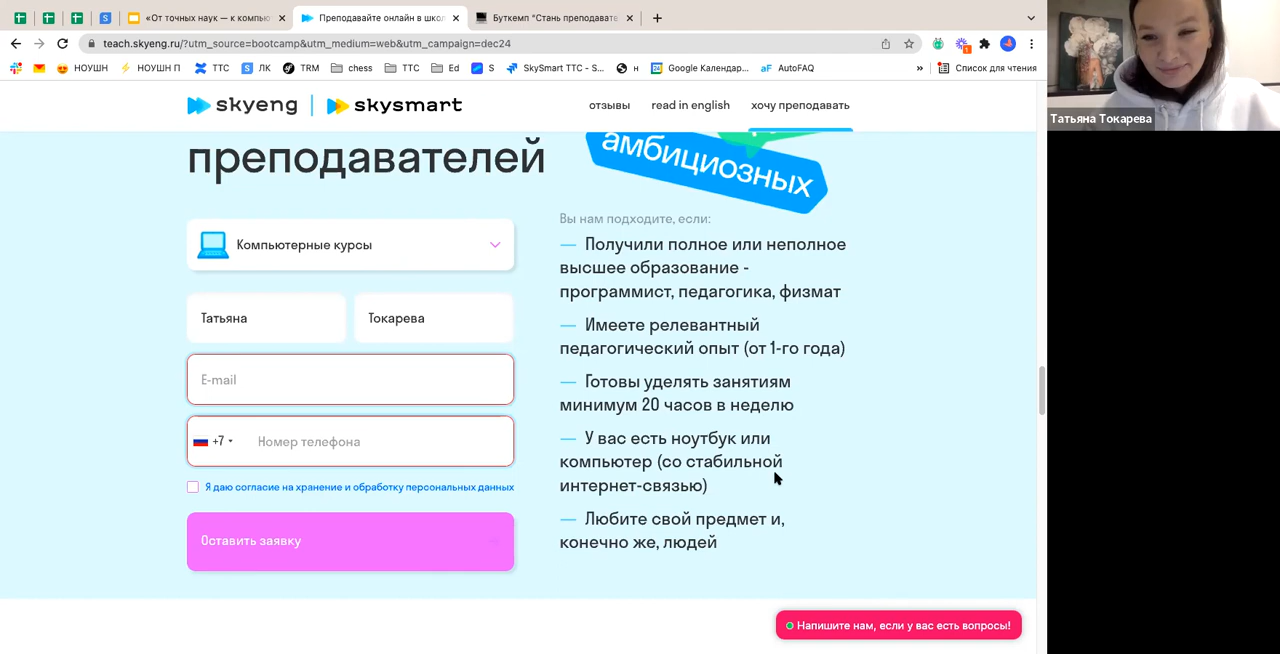 «От точных наук — к компью
Преподавайте онлайн в школ
Буткемп "Стань преподавате
teach.skyeng.ru/?utm_source=bootcamp&utm_medium=web&utm_campaign=dec24
НОУШН
НОУШН П
ТТС
ЛК
TRM
chess
ТТС
Ed
S
SkySmart ТТС - S...
н
Google Календар...
aF AutoFAQ
»
Список для чтения
skyeng | skysmart
отзывы
read in english
хочу преподавать
преподавателей
амбициозных
Компьютерные курсы
Татьяна
Токарева
E-mail
+7
Номер телефона
Я даю согласие на хранение и обработку персональных данных
Оставить заявку
Вы нам подходите, если:
— Получили полное или неполное
высшее образование -
программист, педагогика, физмат
— Имеете релевантный
педагогический опыт (от 1-го года)
— Готовы уделять занятиям
минимум 20 часов в неделю
— У вас есть ноутбук или
компьютер (со стабильной
интернет-связью)
— Любите свой предмет и,
конечно же, людей
Напишите нам, если у вас есть вопросы!
Татьяна Токарева